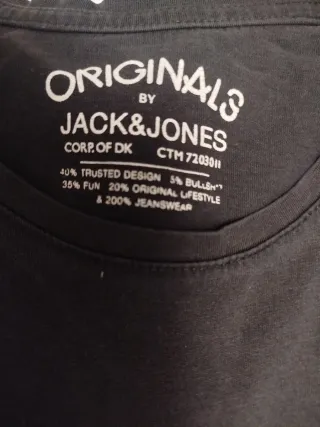 ORIGINALS
BY
JACK&JONES
CORP. OF DK CTM 7203011
40% TRUSTED DESIGN 5% BULLSH*T
35% FUN 20% ORIGINAL LIFESTYLE
& 200% JEANSWEAR